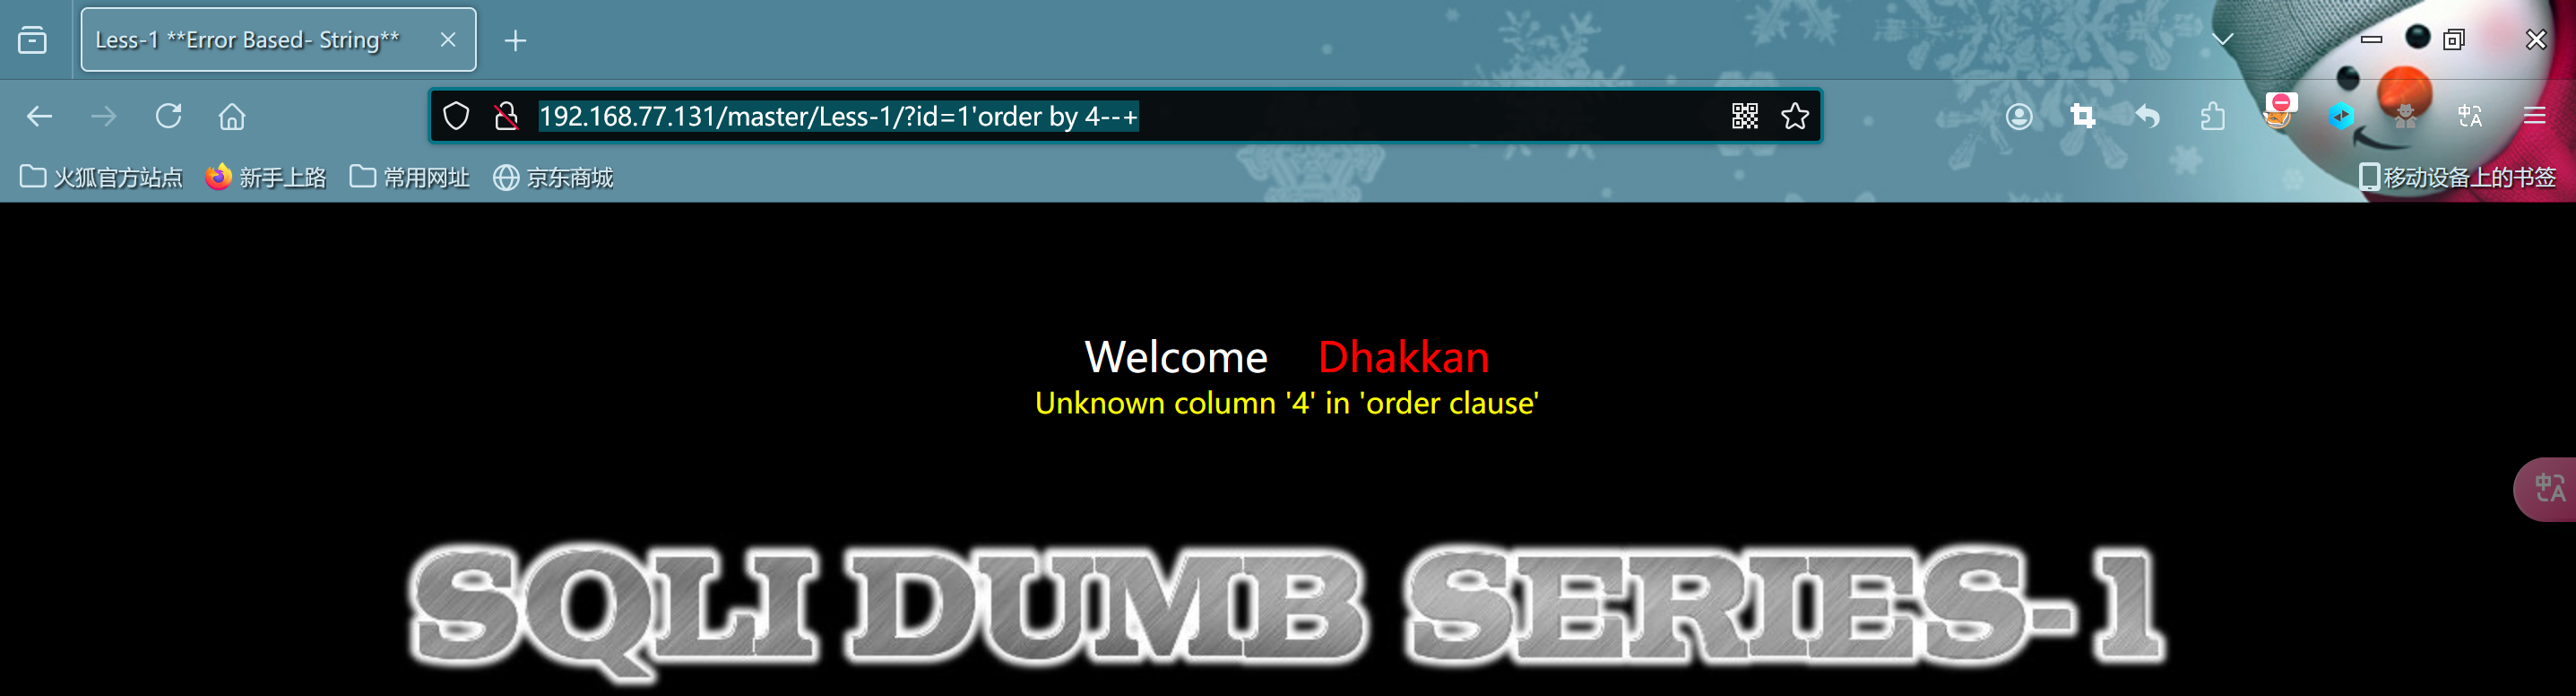 Less-1 **Error Based- String**
192.168.77.131/master/Less-1/?id=1'order by 4--+
火狐官方站点 新手上路 常用网址 京东商城 移动设备上的书签
Welcome Dhakkan
Unknown column '4' in 'order clause'
SQLI DUMB SERIES-1